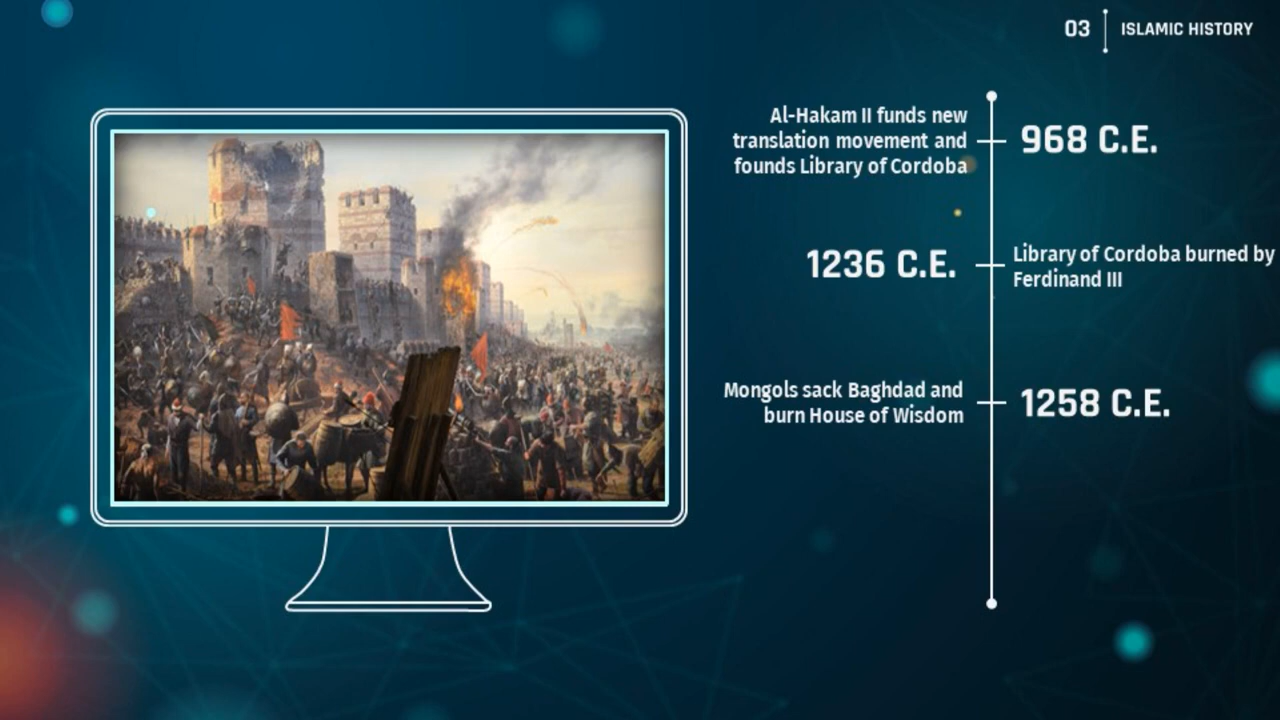 03
ISLAMIC HISTORY
Al-Hakam II funds new
translation movement and
founds Library of Cordoba
968 C.E.
1236 C.E.
Library of Cordoba burned by
Ferdinand III
Mongols sack Baghdad and
burn House of Wisdom
1258 C.E.